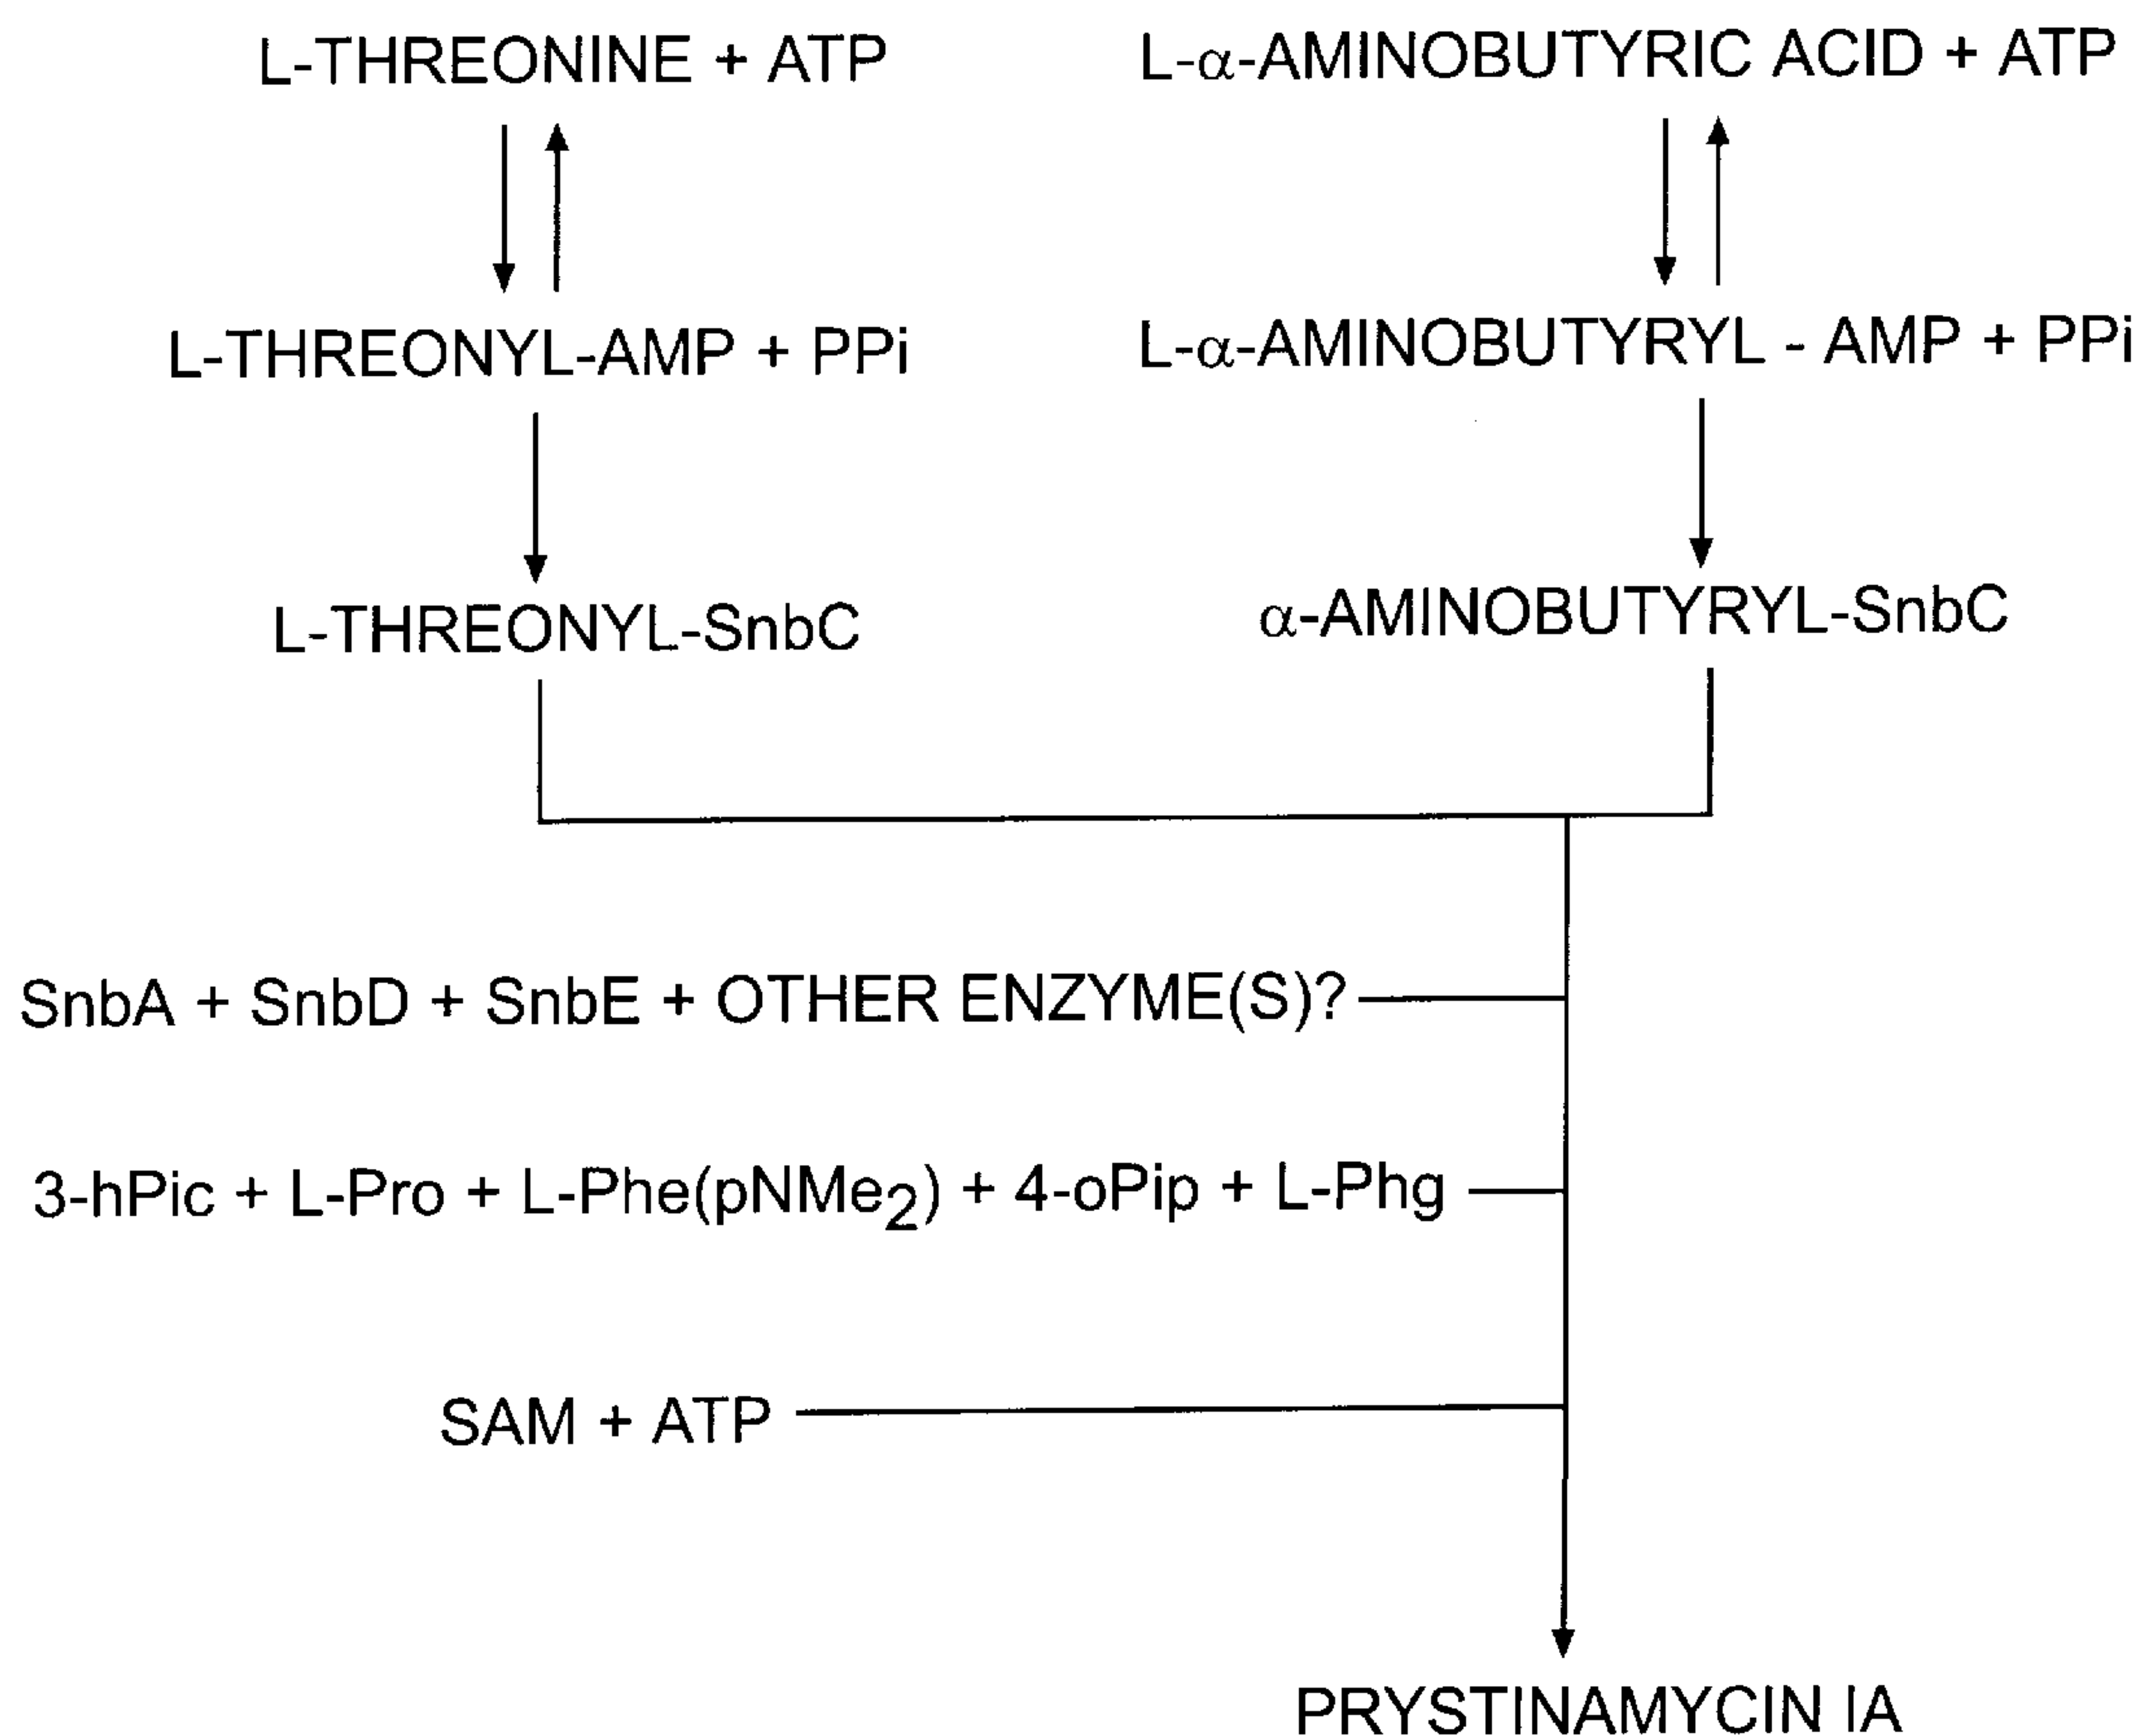 L-THREONINE + ATP
L-α-AMINOBUTYRIC ACID + ATP
L-THREONYL-AMP + PPi
L-α-AMINOBUTYRYL - AMP + PPi
L-THREONYL-SnbC
α-AMINOBUTYRYL-SnbC
SnbA + SnbD + SnbE + OTHER ENZYME(S)?
3-hPic + L-Pro + L-Phe(pNMe₂) + 4-oPip + L-Phg
SAM + ATP
PRYSTINAMYCIN IA